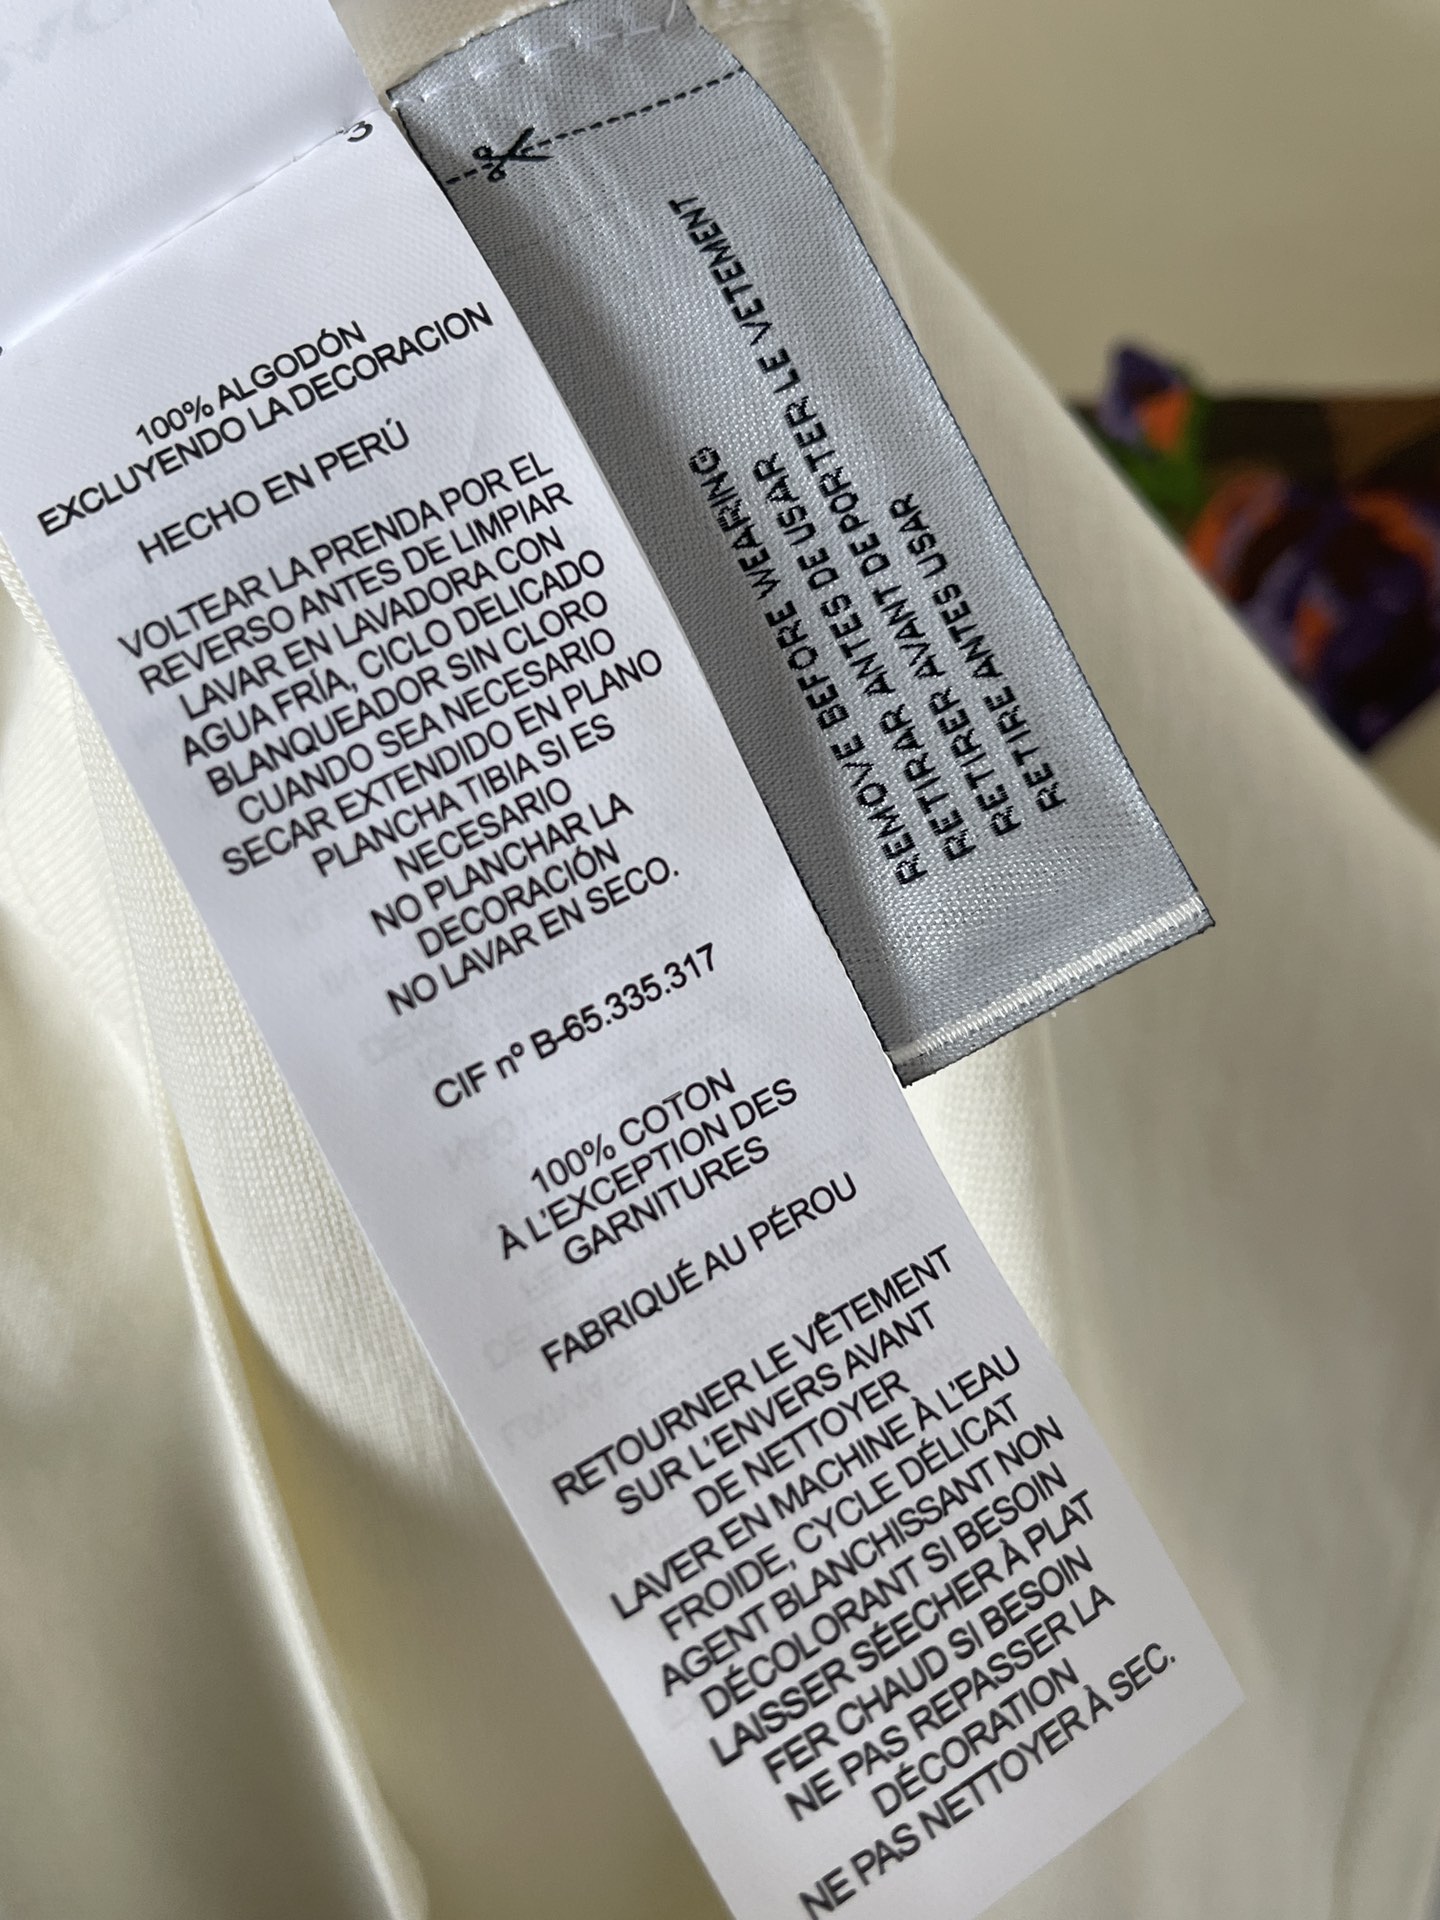 3
100% ALGODÓN
EXCLUYENDO LA DECORACION
HECHO EN PERÚ
VOLTEAR LA PRENDA POR EL
REVERSO ANTES DE LIMPIAR
LAVAR EN LAVADORA CON
AGUA FRÍA, CICLO DELICADO
BLANQUEADOR SIN CLORO
CUANDO SEA NECESARIO
SECAR EXTENDIDO EN PLANO
PLANCHA TIBIA SI ES
NECESARIO
NO PLANCHAR LA
DECORACIÓN
NO LAVAR EN SECO.
CIF nº B-65.335.317
100% COTON
À L'EXCEPTION DES
GARNITURES
FABRIQUÉ AU PÉROU
RETOURNER LE VÊTEMENT
SUR L'ENVERS AVANT
DE NETTOYER
LAVER EN MACHINE À L'EAU
FROIDE, CYCLE DÉLICAT
AGENT BLANCHISSANT NON
DÉCOLORANT SI BESOIN
LAISSER SÉECHER À PLAT
FER CHAUD SI BESOIN
NE PAS REPASSER LA
DÉCORATION
NE PAS NETTOYER À SEC.
REMOVE BEFORE WEARING
RETIRAR ANTES DE USAR
RETIRER AVANT DE PORTER LE VETEMENT
RETIRE ANTES USAR